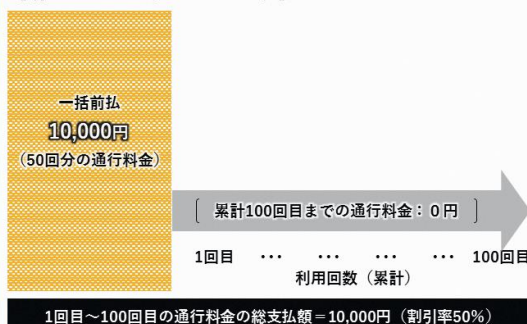 一括前払
10,000円
(50回分の通行料金)
[ 累計100回目までの通行料金：０円 ]
1回目 ･･･ ･･･ ･･･ ･･･ 100回目
利用回数（累計）
1回目～100回目の通行料金の総支払額＝10,000円（割引率50%）